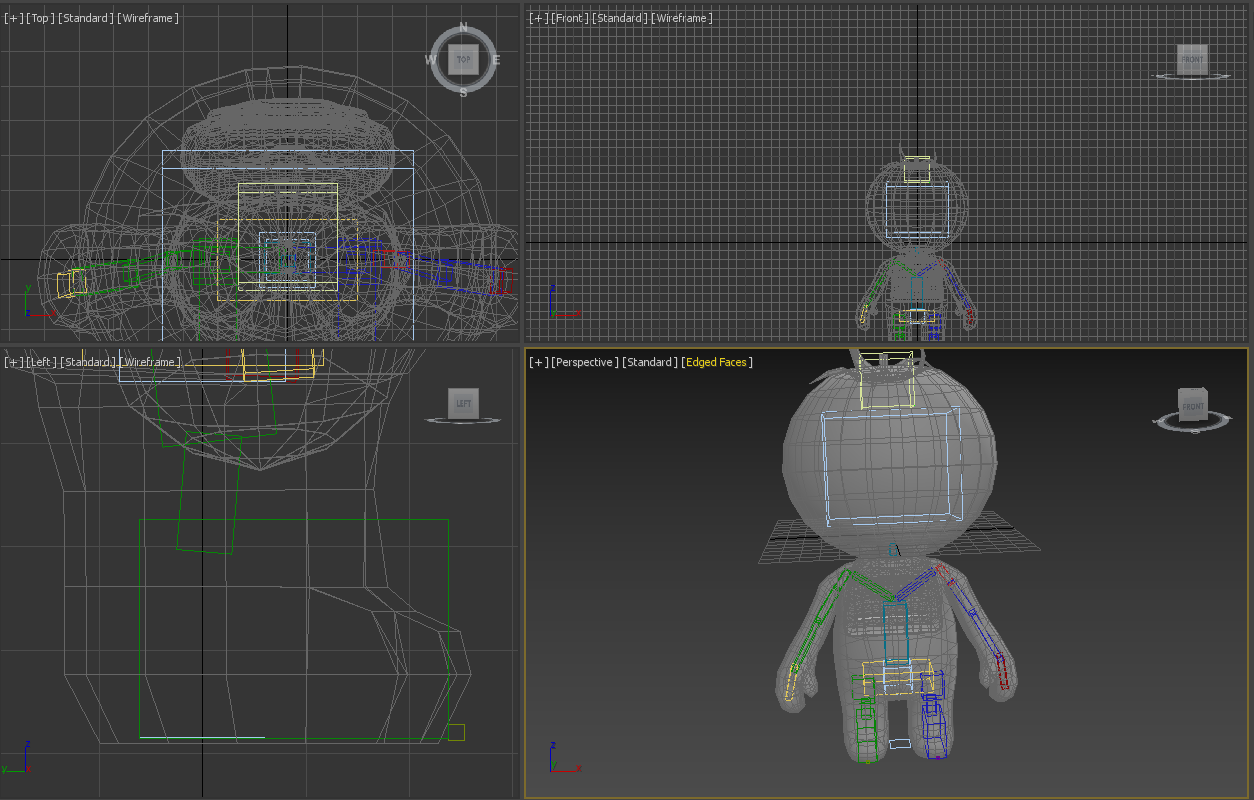 [+] [Top] [Standard] [Wireframe]
N
W TOP E
S
y
z x
[+] [Front] [Standard] [Wireframe]
FRONT
z
y x
[+] [Left] [Standard] [Wireframe]
LEFT
z
y x
[+] [Perspective] [Standard] [Edged Faces]
FRONT
z
y x